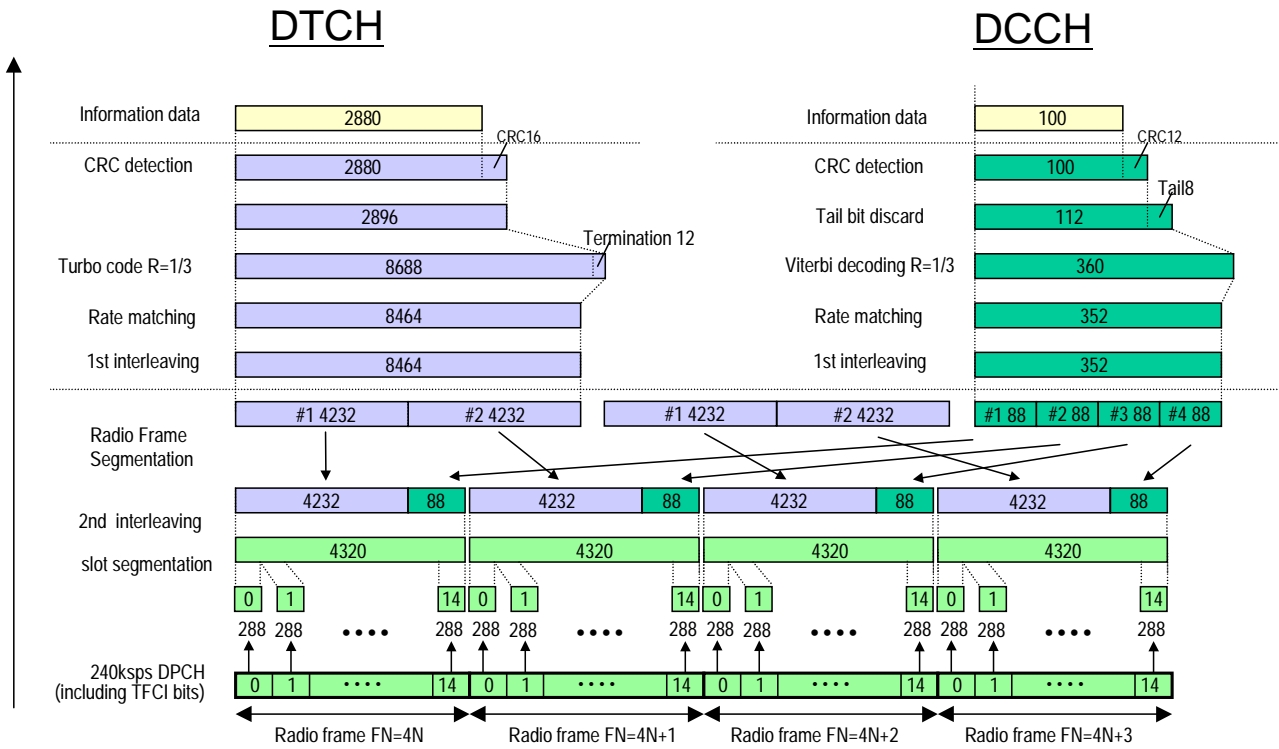 DTCH DCCH
Information data 2880 Information data 100
CRC16 CRC12
CRC detection 2880 CRC detection 100
Tail8
2896 Tail bit discard 112
Termination 12
Turbo code R=1/3 8688 Viterbi decoding R=1/3 360
Rate matching 8464 Rate matching 352
1st interleaving 8464 1st interleaving 352
#1 4232 #2 4232 #1 4232 #2 4232 #1 88 #2 88 #3 88 #4 88
Radio Frame
Segmentation
4232 88 4232 88 4232 88 4232 88
2nd interleaving
4320 4320 4320 4320
slot segmentation
0 1 14 0 1 14 0 1 14 0 1 14
288 288 •••• 288 288 288 •••• 288 288 288 •••• 288 288 288 •••• 288
240ksps DPCH
(including TFCI bits)
0 1 •••• 14 0 1 •••• 14 0 1 •••• 14 0 1 •••• 14
Radio frame FN=4N Radio frame FN=4N+1 Radio frame FN=4N+2 Radio frame FN=4N+3